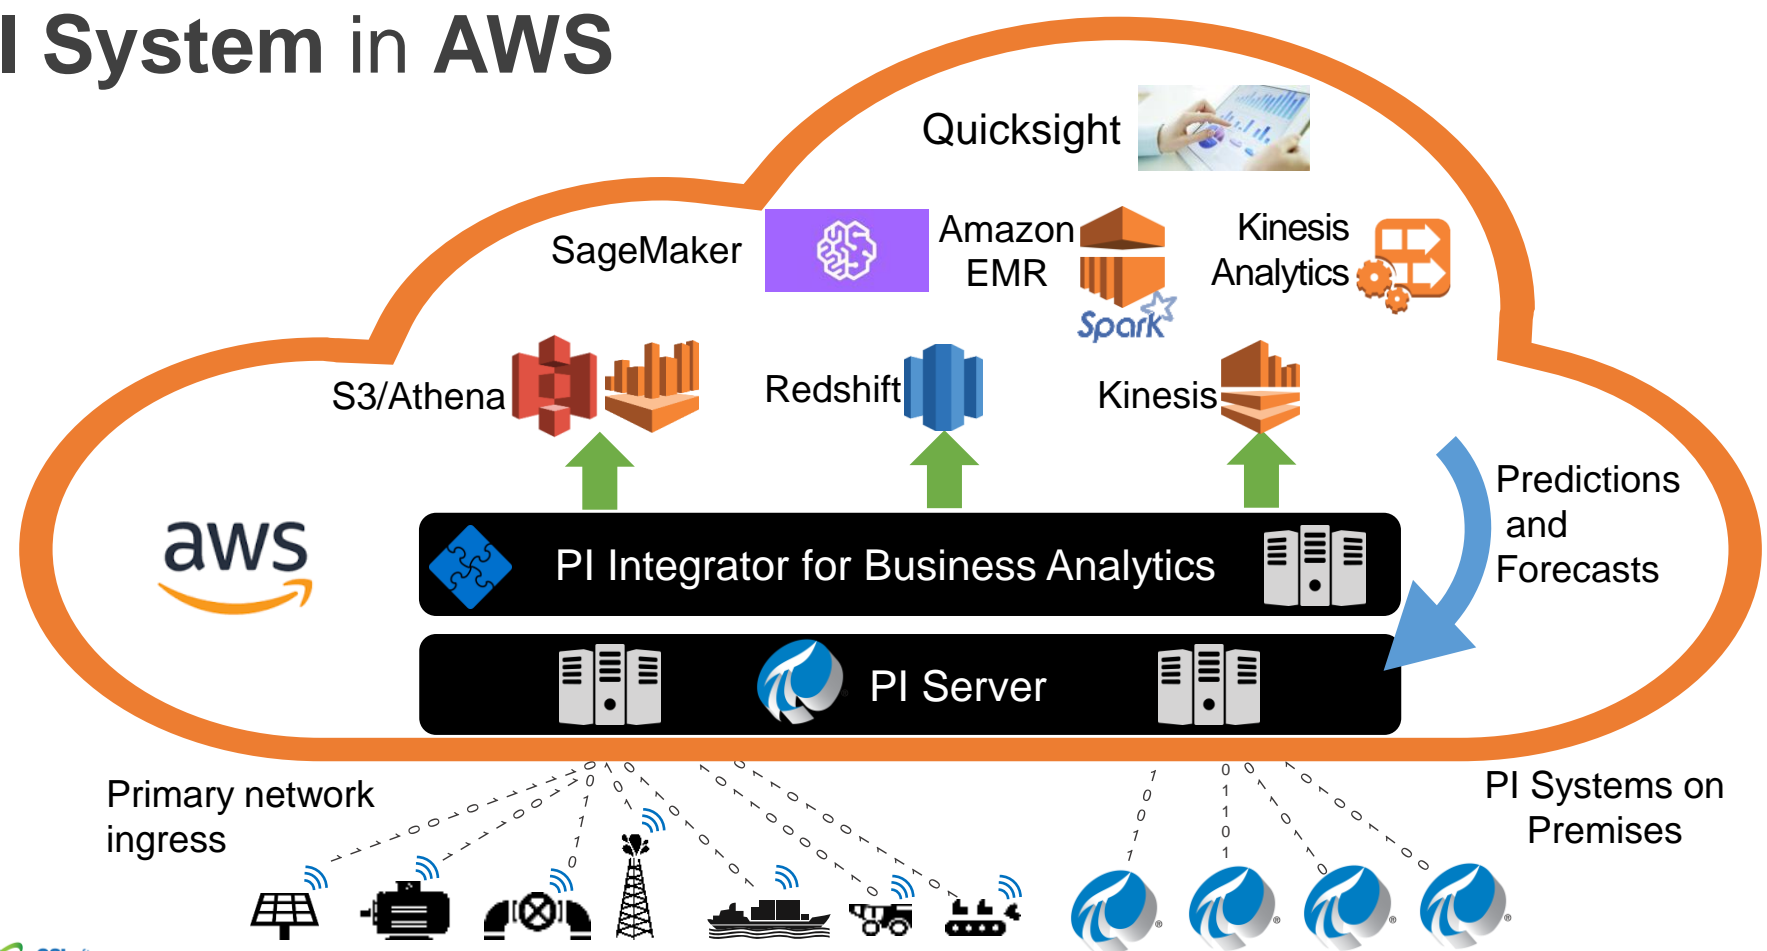 I System in AWS
Quicksight
SageMaker
Amazon
EMR
Spark
Kinesis
Analytics
S3/Athena
Redshift
Kinesis
Predictions
and
Forecasts
aws
PI Integrator for Business Analytics
PI Server
Primary network
ingress
PI Systems on
Premises